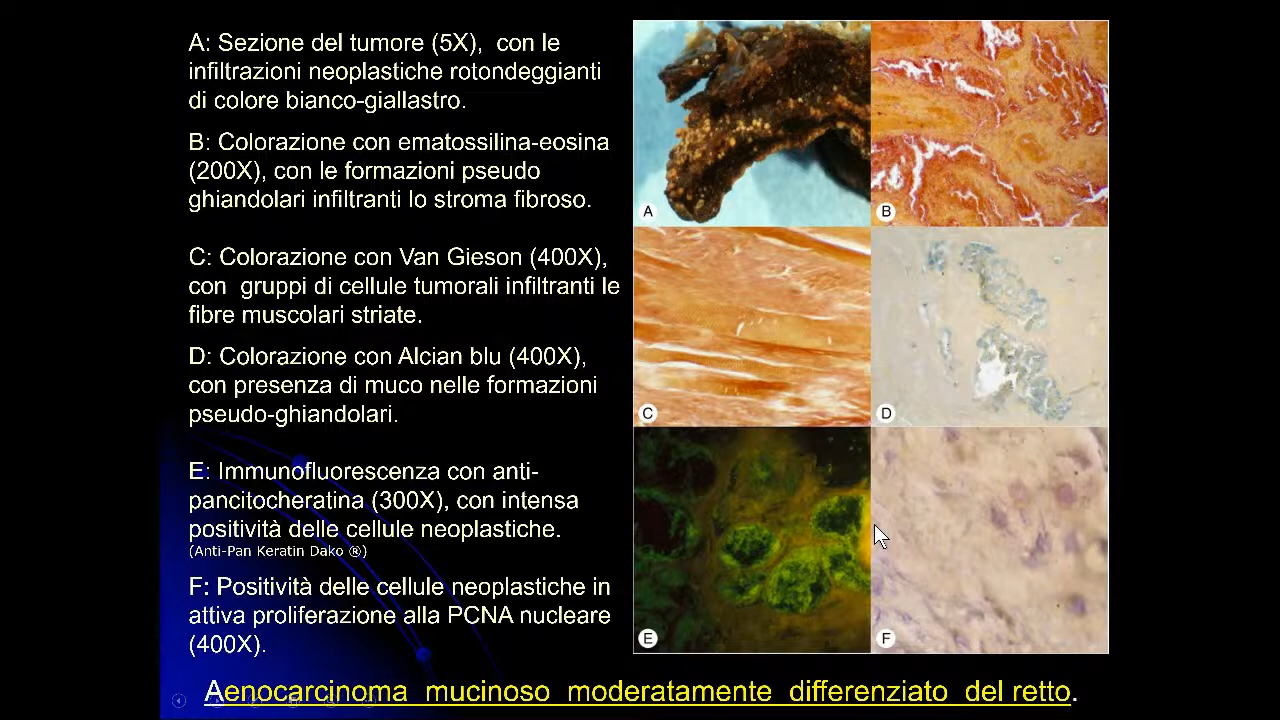 A: Sezione del tumore (5X), con le
infiltrazioni neoplastiche rotondeggianti
di colore bianco-giallastro.
B: Colorazione con ematossilina-eosina
(200X), con le formazioni pseudo
ghiandolari infiltranti lo stroma fibroso.
C: Colorazione con Van Gieson (400X),
con gruppi di cellule tumorali infiltranti le
fibre muscolari striate.
D: Colorazione con Alcian blu (400X),
con presenza di muco nelle formazioni
pseudo-ghiandolari.
E: Immunofluorescenza con anti-
pancitocheratina (300X), con intensa
positività delle cellule neoplastiche.
(Anti-Pan Keratin Dako ®)
F: Positività delle cellule neoplastiche in
attiva proliferazione alla PCNA nucleare
(400X).
A
B
C
D
E
F
Aenocarcinoma mucinoso moderatamente differenziato del retto.